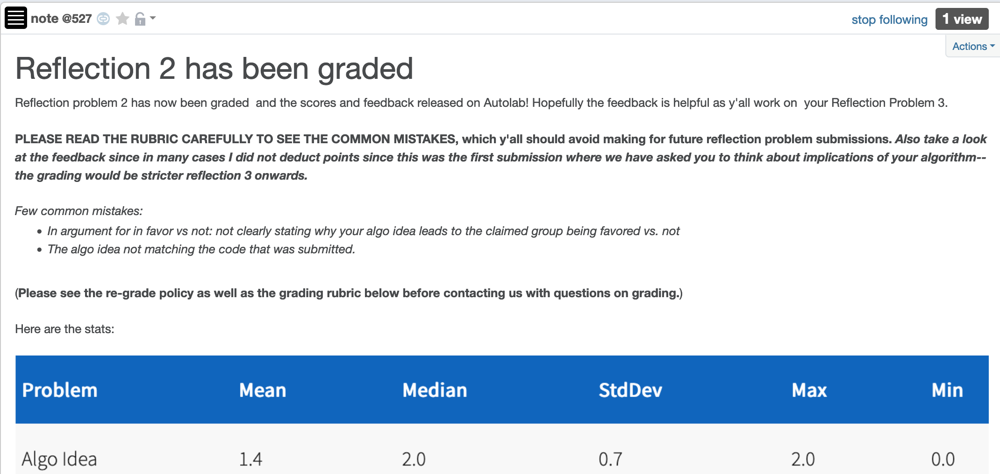 note @527
stop following
1 view
Actions
Reflection 2 has been graded
Reflection problem 2 has now been graded  and the scores and feedback released on Autolab! Hopefully the feedback is helpful as y'all work on  your Reflection Problem 3.
PLEASE READ THE RUBRIC CAREFULLY TO SEE THE COMMON MISTAKES, which y'all should avoid making for future reflection problem submissions. Also take a look
at the feedback since in many cases I did not deduct points since this was the first submission where we have asked you to think about implications of your algorithm--
the grading would be stricter reflection 3 onwards.
Few common mistakes:
• In argument for in favor vs not: not clearly stating why your algo idea leads to the claimed group being favored vs. not
• The algo idea not matching the code that was submitted.
(Please see the re-grade policy as well as the grading rubric below before contacting us with questions on grading.)
Here are the stats:
Problem Mean Median StdDev Max Min
Algo Idea 1.4 2.0 0.7 2.0 0.0